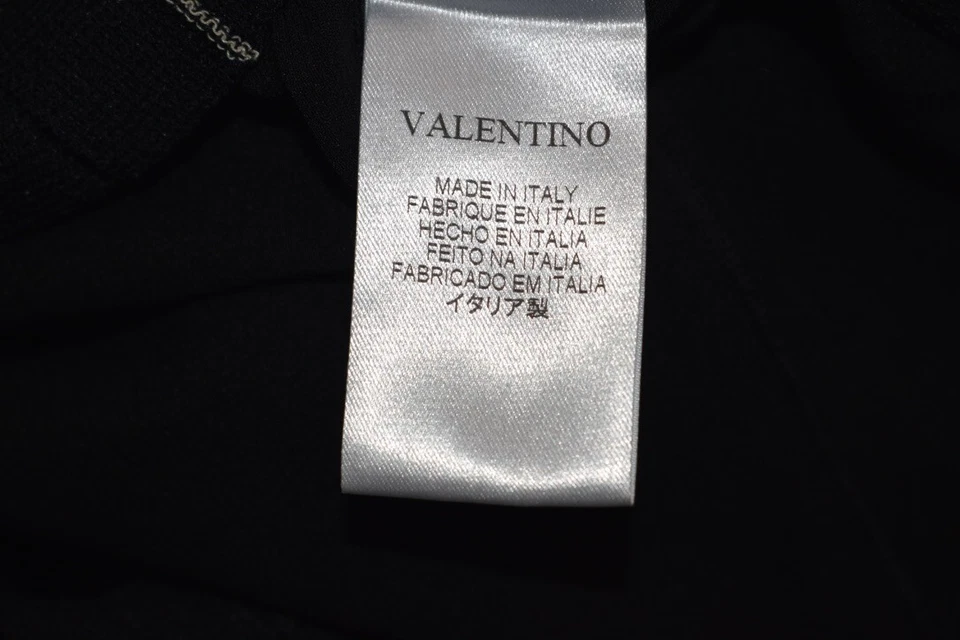 VALENTINO
MADE IN ITALY
FABRIQUE EN ITALIE
HECHO EN ITALIA
FEITO NA ITALIA
FABRICADO EM ITALIA
イタリア製